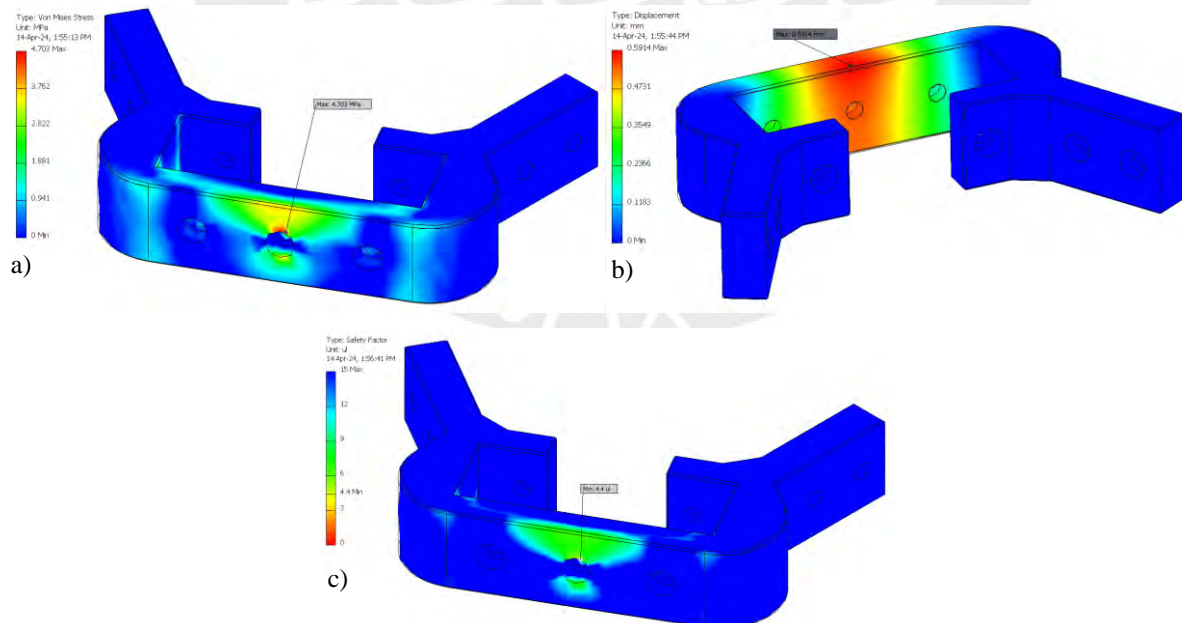 Type: Von Mises Stress
Unit: MPa
14-Apr-24, 1:55:13 PM
4.703 Max
3.762
2.822
1.881
0.941
0 Min
Max: 4.703 MPa
a)
Type: Displacement
Unit: mm
14-Apr-24, 1:55:44 PM
0.5914 Max
0.4731
0.3549
0.2366
0.1183
0 Min
Max: 0.5914 mm
b)
Type: Safety Factor
Unit: ul
14-Apr-24, 1:56:41 PM
15 Max
12
9
6
4.4 Min
3
0
Min: 4.4 ul
c)